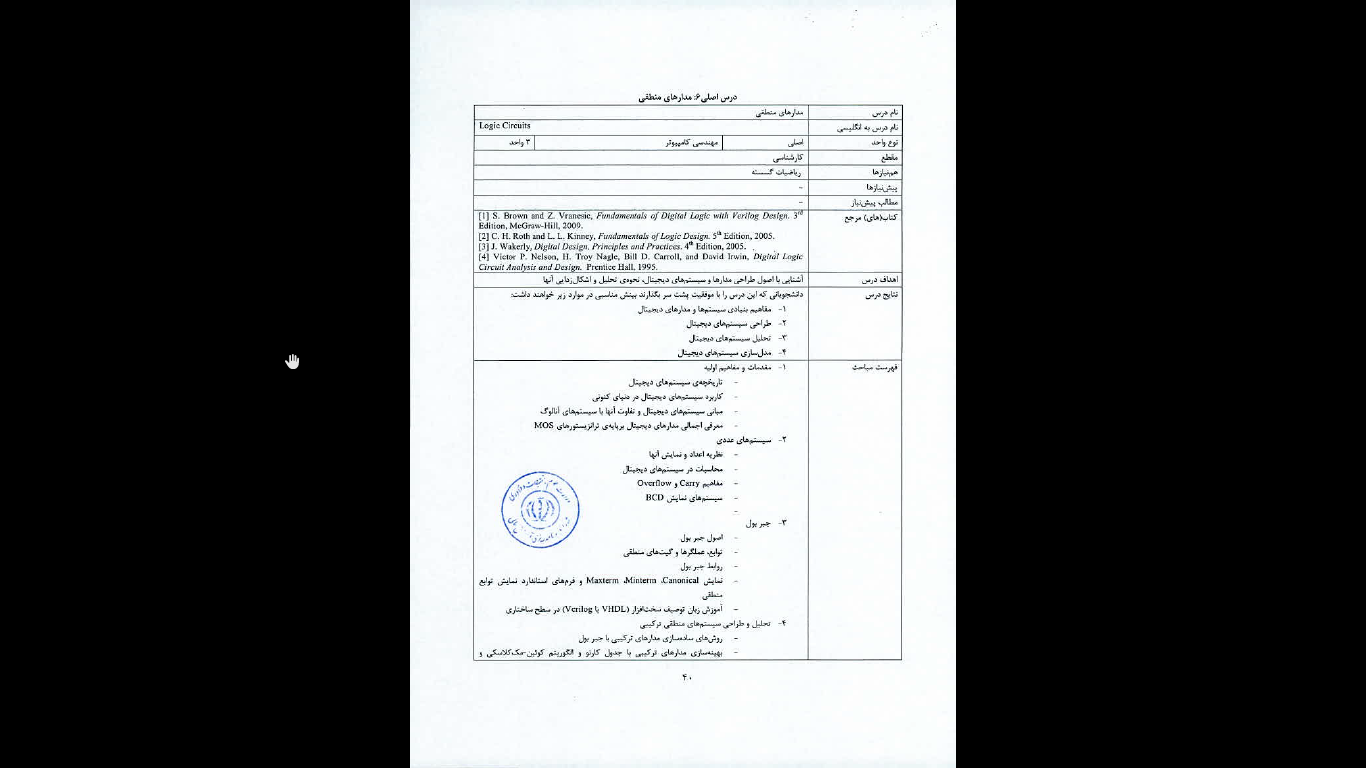 درس اصلی۶: مدارهای منطقی
نام درس مدارهای منطقی
نام درس به انگلیسی Logic Circuits
نوع واحد اصلی مهندسی کامپیوتر ۳ واحد
مقطع کارشناسی
هم‌نیازها ریاضیات گسسته
پیش‌نیازها -
مطالب پیش‌نیاز -
کتاب(های) مرجع
[1] S. Brown and Z. Vranesic, Fundamentals of Digital Logic with Verilog Design. 3rd
Edition, McGraw-Hill, 2009.
[2] C. H. Roth and L. L. Kinney, Fundamentals of Logic Design. 5th Edition, 2005.
[3] J. Wakerly, Digital Design. Principles and Practices. 4th Edition, 2005.
[4] Victor P. Nelson, H. Troy Nagle, Bill D. Carroll, and David Irwin, Digital Logic
Circuit Analysis and Design. Prentice Hall, 1995.
اهداف درس آشنایی با اصول طراحی مدارها و سیستم‌های دیجیتال، نحوه‌ی تحلیل و اشکال‌زدایی آنها
نتایج درس دانشجویانی که این درس را با موفقیت پشت سر بگذارند بینش مناسبی در موارد زیر خواهند داشت:
۱- مفاهیم بنیادی سیستم‌ها و مدارهای دیجیتال
۲- طراحی سیستم‌های دیجیتال
۳- تحلیل سیستم‌های دیجیتال
۴- مدل‌سازی سیستم‌های دیجیتال
فهرست مباحث ۱- مقدمات و مفاهیم اولیه
- تاریخچه‌ی سیستم‌های دیجیتال
- کاربرد سیستم‌های دیجیتال در دنیای کنونی
- مبانی سیستم‌های دیجیتال و تفاوت آنها با سیستم‌های آنالوگ
- معرفی اجمالی مدارهای دیجیتال برپایه‌ی ترانزیستورهای MOS
۲- سیستم‌های عددی
- نظریه اعداد و نمایش آنها
- محاسبات در سیستم‌های دیجیتال
- مفاهیم Carry و Overflow
- سیستم‌های نمایش BCD
-
۳- جبر بول
- اصول جبر بول
- توابع، عملگرها و گیت‌های منطقی
- روابط جبر بول
- نمایش Canonical، Minterm، Maxterm و فرم‌های استاندارد نمایش توابع
منطقی
- آموزش زبان توصیف سخت‌افزار (VHDL یا Verilog) در سطح ساختاری
۴- تحلیل و طراحی سیستم‌های منطقی ترکیبی
- روش‌های ساده‌سازی مدارهای ترکیبی با جبر بول
- بهینه‌سازی مدارهای ترکیبی با جدول کارنو و الگوریتم کوئین-مک‌کلاسکی و
۴۰